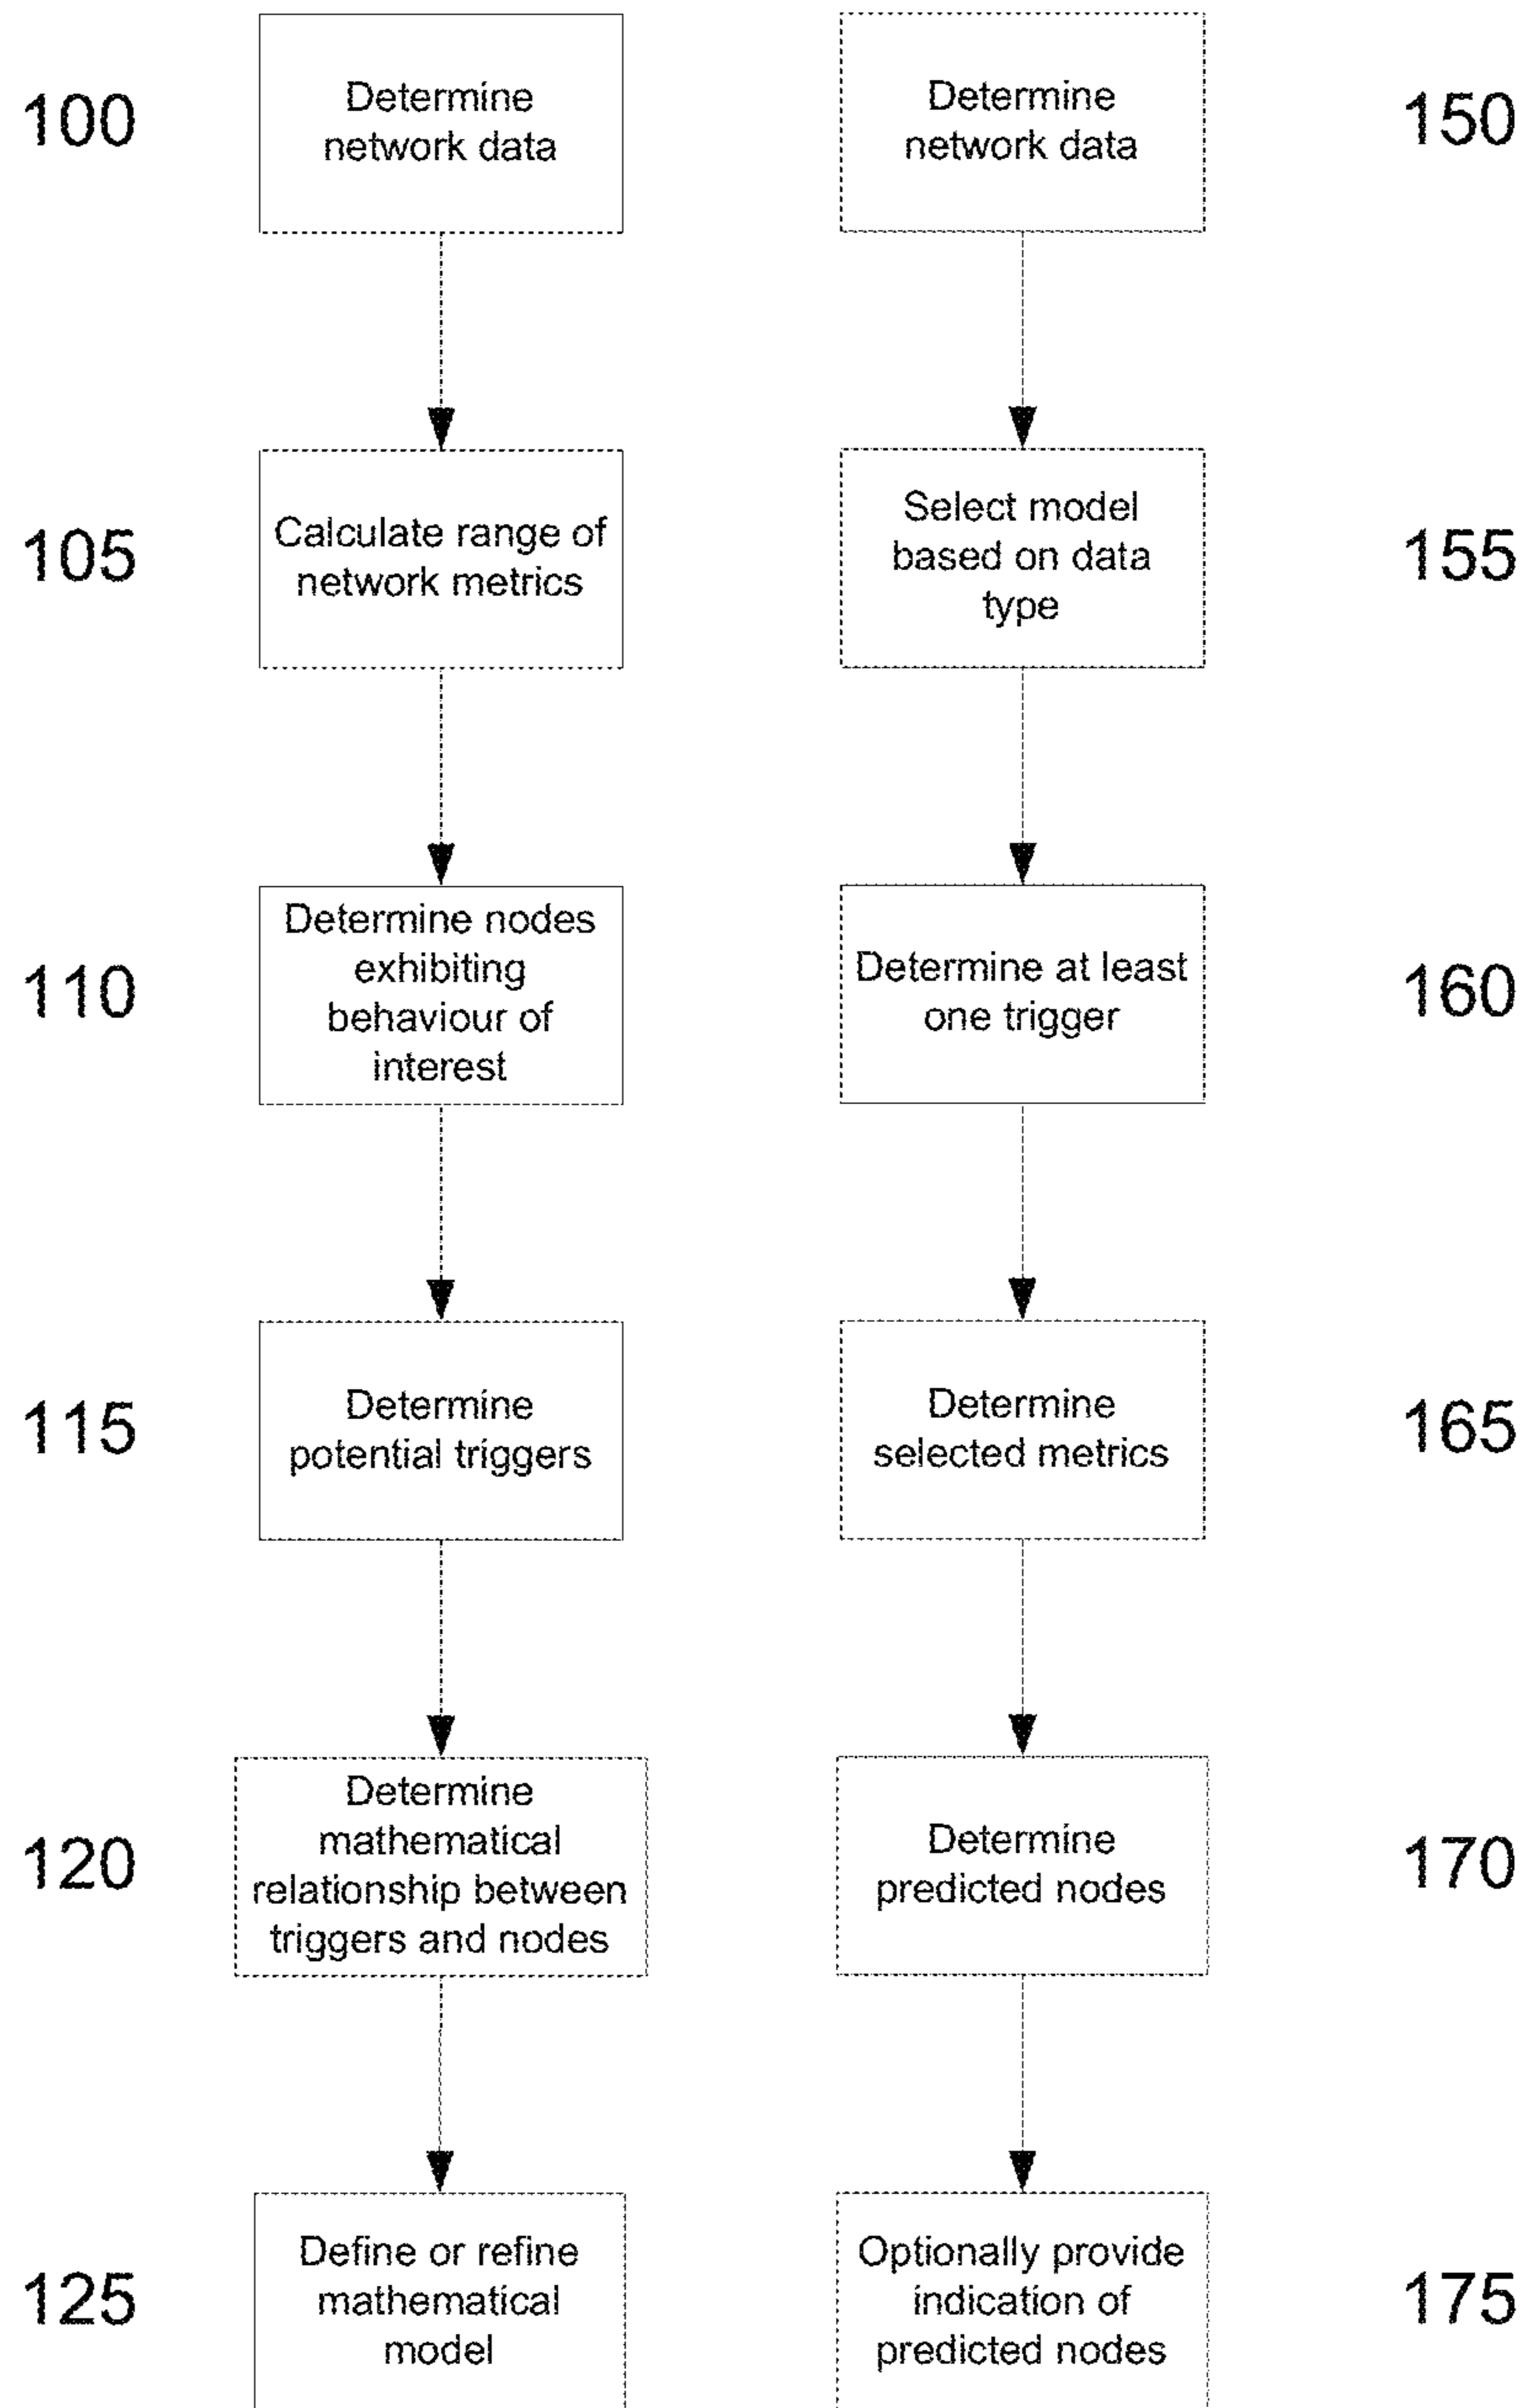 100
Determine
network data
105
Calculate range of
network metrics
110
Determine nodes
exhibiting
behaviour of
interest
115
Determine
potential triggers
120
Determine
mathematical
relationship between
triggers and nodes
125
Define or refine
mathematical
model
Determine
network data
150
Select model
based on data
type
155
Determine at least
one trigger
160
Determine
selected metrics
165
Determine
predicted nodes
170
Optionally provide
indication of
predicted nodes
175